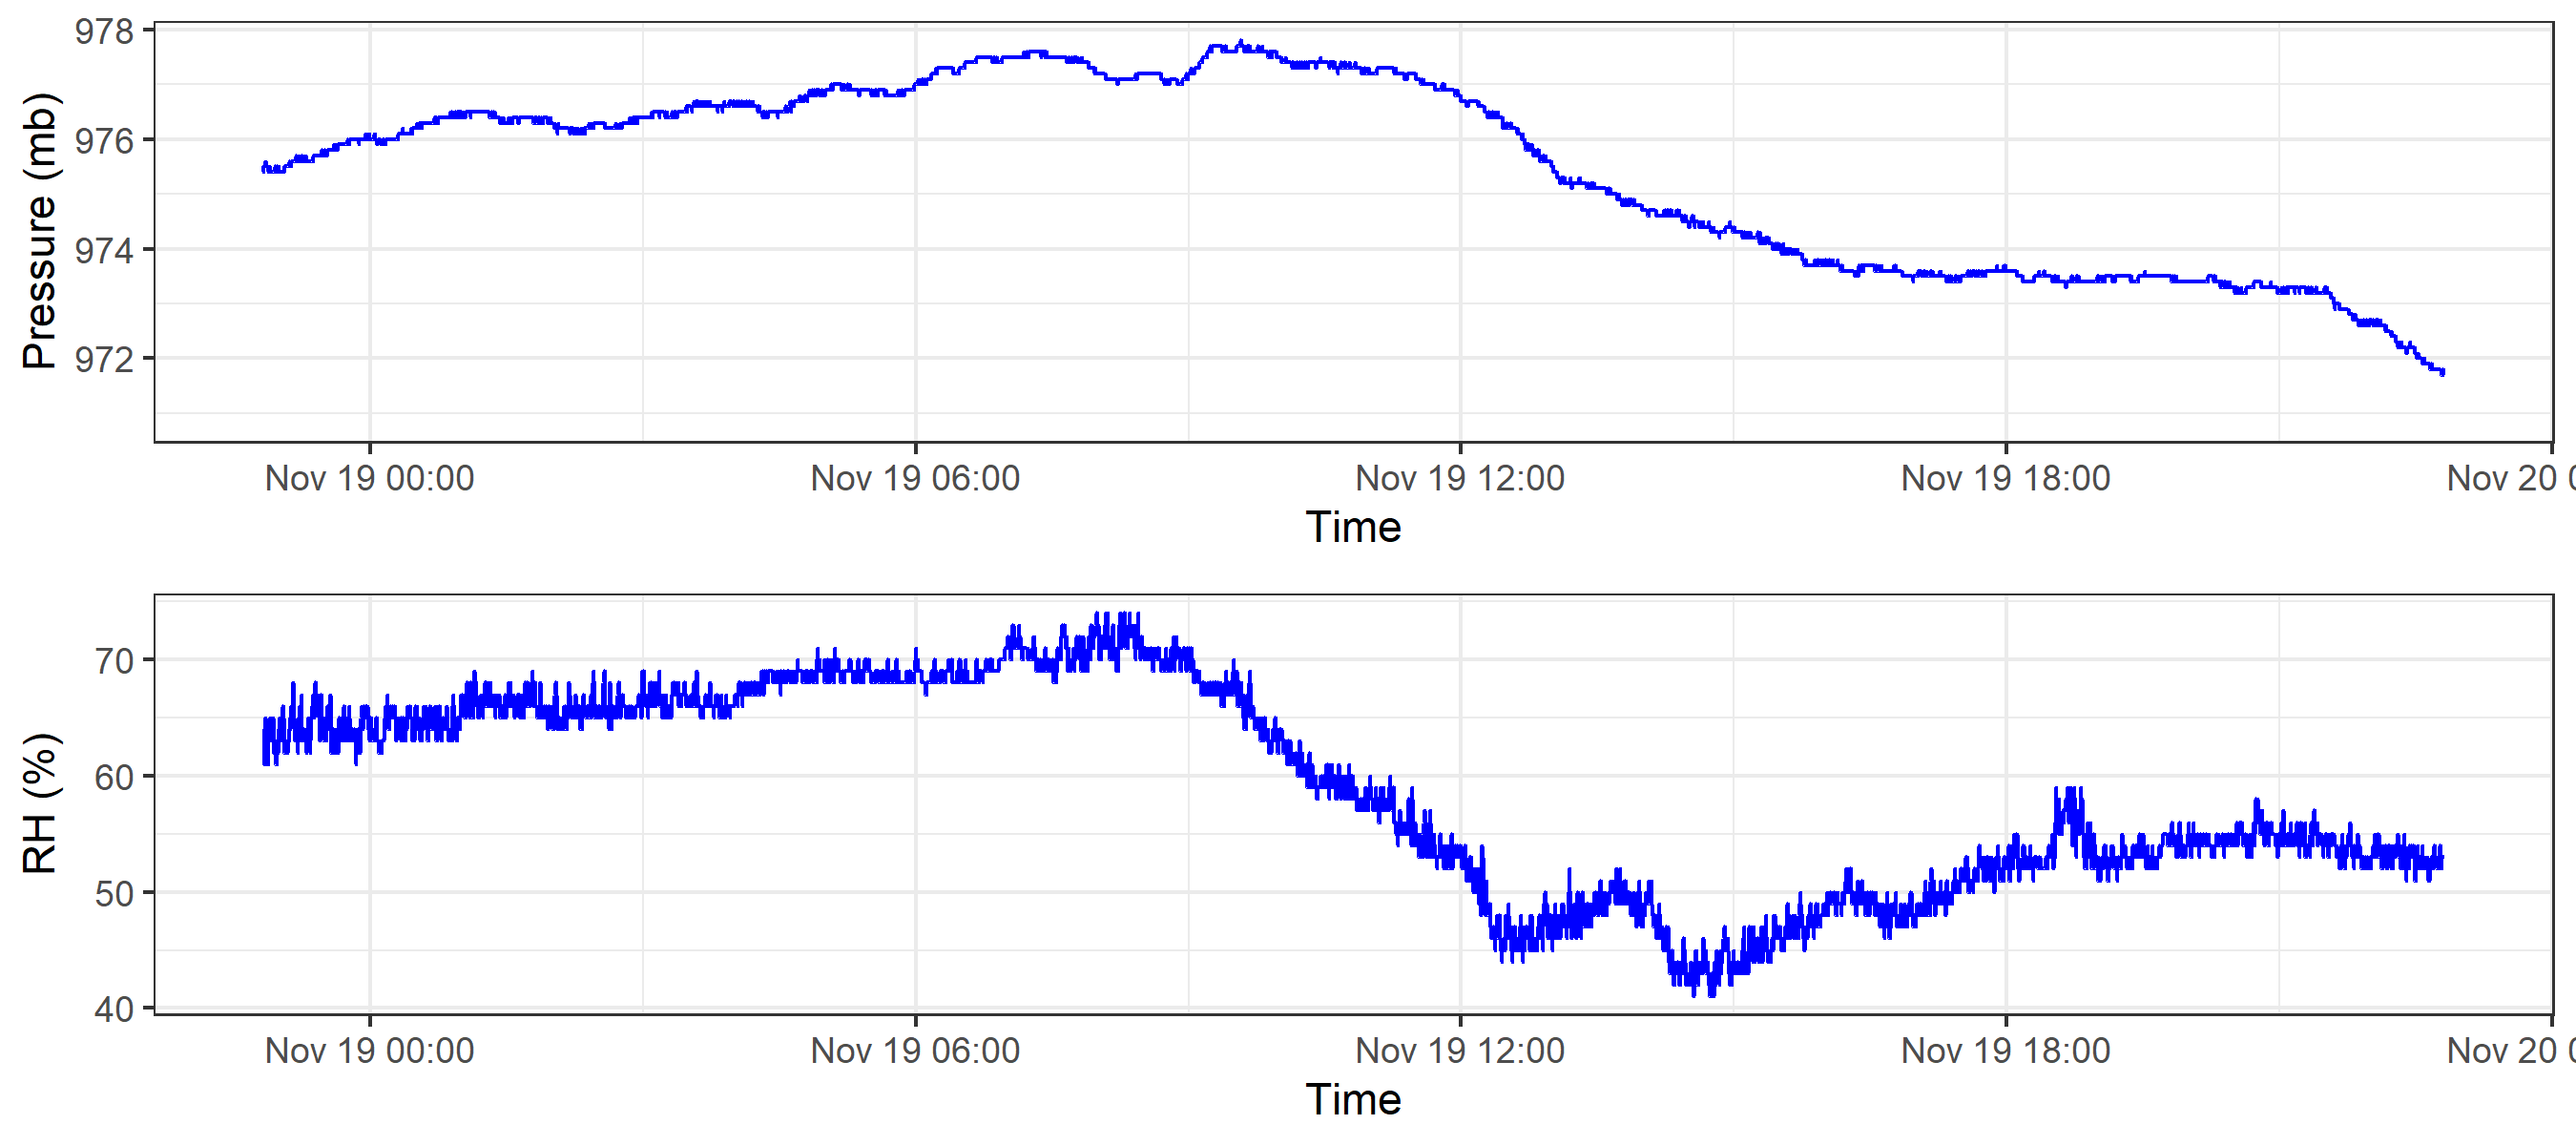 Pressure (mb)
978
976
974
972
Nov 19 00:00
Nov 19 06:00
Nov 19 12:00
Nov 19 18:00
Nov 20 0
Time
RH (%)
70
60
50
40
Nov 19 00:00
Nov 19 06:00
Nov 19 12:00
Nov 19 18:00
Nov 20 0
Time